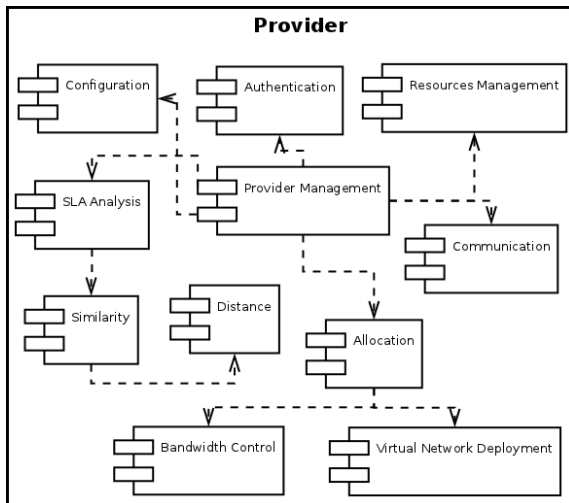 Provider
Configuration
Authentication
Resources Management
SLA Analysis
Provider Management
Communication
Similarity
Distance
Allocation
Bandwidth Control
Virtual Network Deployment